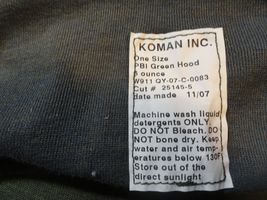 KOMAN INC.
One Size
PBI Green Hood
6 ounce
W911 QY-07-C-0083
Cut # 25145-5
date made 11/07
Machine wash liquid
detergents ONLY.
DO NOT Bleach. DO
NOT bone dry. Keep
water and air temp-
eratures below 130F
Store out of the
direct sunlight